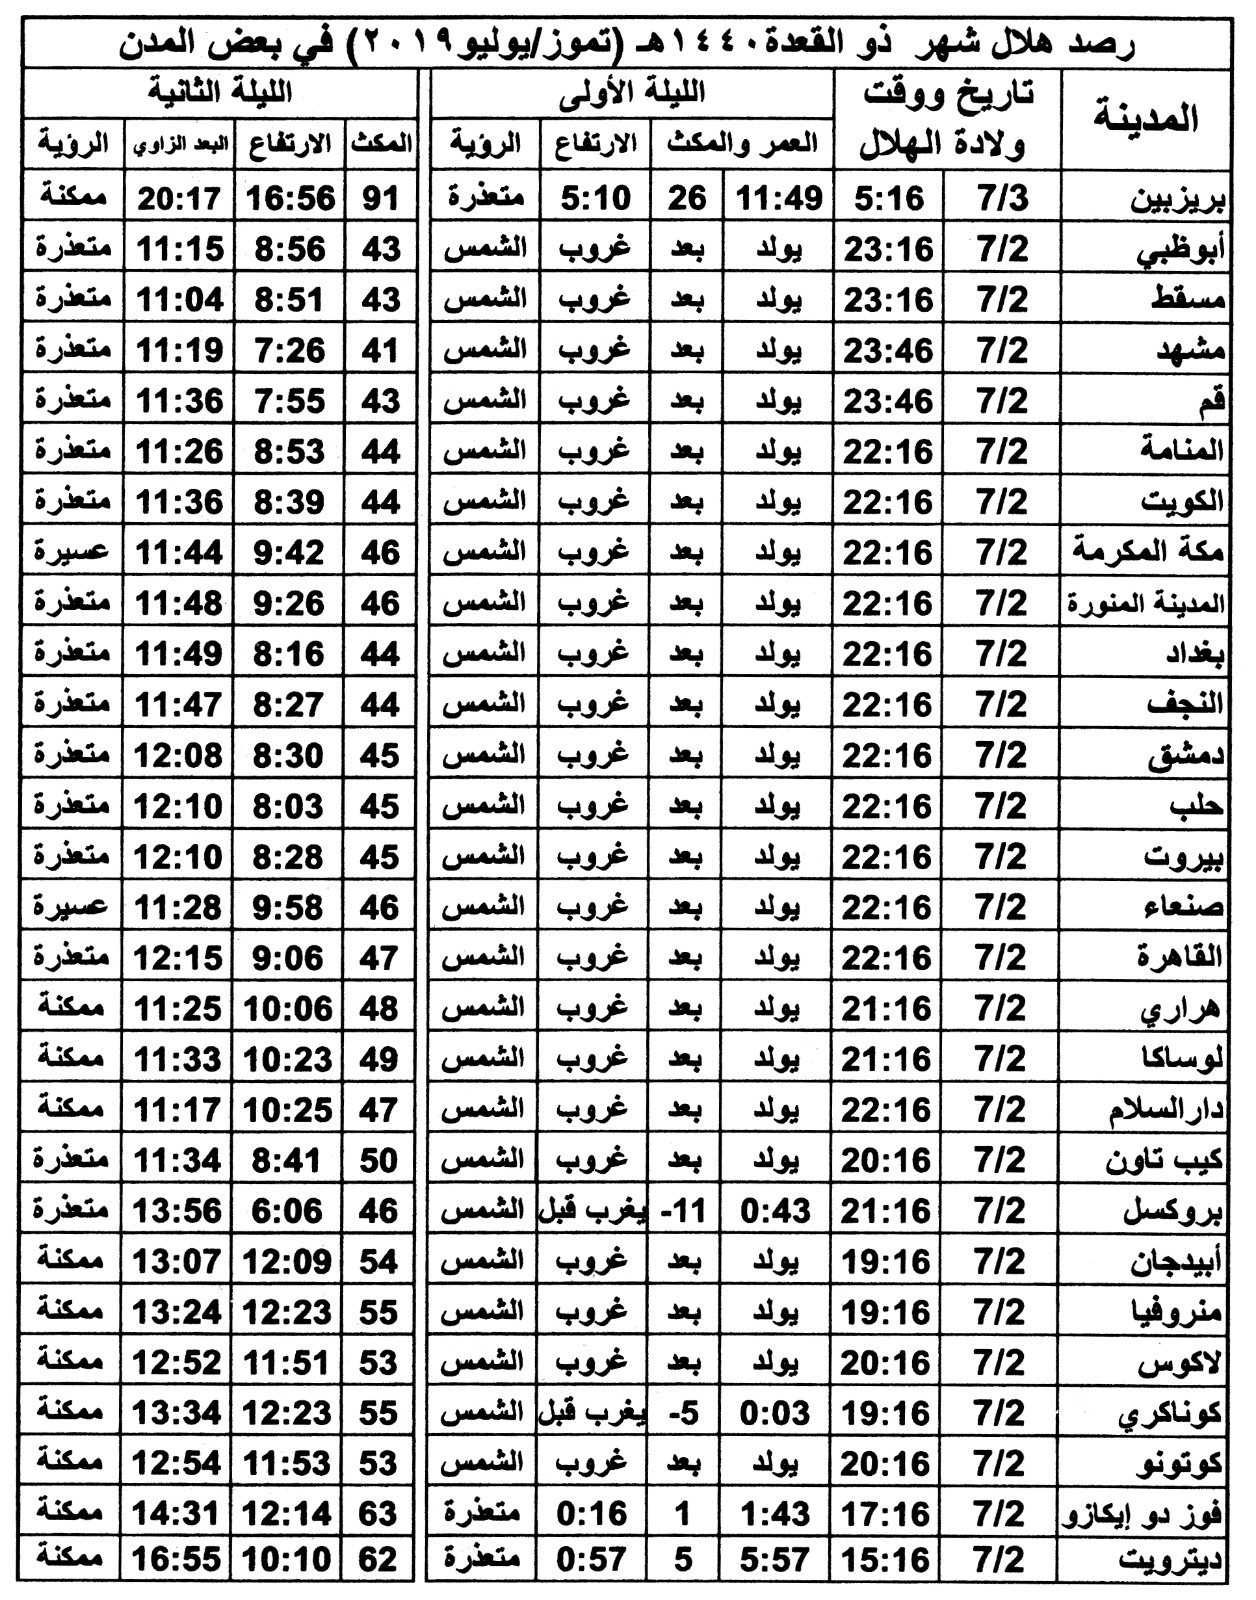 رصد هلال شهر ذو القعدة ١٤٤٠هـ (تموز/يوليو ٢٠١٩) في بعض المدن
المدينة تاريخ ووقت ولادة الهلال الليلة الأولى الليلة الثانية
العمر والمكث الارتفاع الرؤية المكث الارتفاع البعد الزاوي الرؤية
بريزبين 7/3 5:16 11:49 26 5:10 متعذرة 91 16:56 20:17 ممكنة
أبوظبي 7/2 23:16 يولد بعد غروب الشمس 43 8:56 11:15 متعذرة
مسقط 7/2 23:16 يولد بعد غروب الشمس 43 8:51 11:04 متعذرة
مشهد 7/2 23:46 يولد بعد غروب الشمس 41 7:26 11:19 متعذرة
قم 7/2 23:46 يولد بعد غروب الشمس 43 7:55 11:36 متعذرة
المنامة 7/2 22:16 يولد بعد غروب الشمس 44 8:53 11:26 متعذرة
الكويت 7/2 22:16 يولد بعد غروب الشمس 44 8:39 11:36 متعذرة
مكة المكرمة 7/2 22:16 يولد بعد غروب الشمس 46 9:42 11:44 عسيرة
المدينة المنورة 7/2 22:16 يولد بعد غروب الشمس 46 9:26 11:48 متعذرة
بغداد 7/2 22:16 يولد بعد غروب الشمس 44 8:16 11:49 متعذرة
النجف 7/2 22:16 يولد بعد غروب الشمس 44 8:27 11:47 متعذرة
دمشق 7/2 22:16 يولد بعد غروب الشمس 45 8:30 12:08 متعذرة
حلب 7/2 22:16 يولد بعد غروب الشمس 45 8:03 12:10 متعذرة
بيروت 7/2 22:16 يولد بعد غروب الشمس 45 8:28 12:10 متعذرة
صنعاء 7/2 22:16 يولد بعد غروب الشمس 46 9:58 11:28 عسيرة
القاهرة 7/2 22:16 يولد بعد غروب الشمس 47 9:06 12:15 متعذرة
هراري 7/2 21:16 يولد بعد غروب الشمس 48 10:06 11:25 ممكنة
لوساكا 7/2 21:16 يولد بعد غروب الشمس 49 10:23 11:33 ممكنة
دارالسلام 7/2 22:16 يولد بعد غروب الشمس 47 10:25 11:17 ممكنة
كيب تاون 7/2 20:16 يولد بعد غروب الشمس 50 8:41 11:34 متعذرة
بروكسل 7/2 21:16 0:43 -11 يغرب قبل الشمس 46 6:06 13:56 متعذرة
أبيدجان 7/2 19:16 يولد بعد غروب الشمس 54 12:09 13:07 ممكنة
منروفيا 7/2 19:16 يولد بعد غروب الشمس 55 12:23 13:24 ممكنة
لاكوس 7/2 20:16 يولد بعد غروب الشمس 53 11:51 12:52 ممكنة
كوناكري 7/2 19:16 0:03 -5 يغرب قبل الشمس 55 12:23 13:34 ممكنة
كوتونو 7/2 20:16 يولد بعد غروب الشمس 53 11:53 12:54 ممكنة
فوز دو إيكازو 7/2 17:16 1:43 1 0:16 متعذرة 63 12:14 14:31 ممكنة
ديترويت 7/2 15:16 5:57 5 0:57 متعذرة 62 10:10 16:55 ممكنة